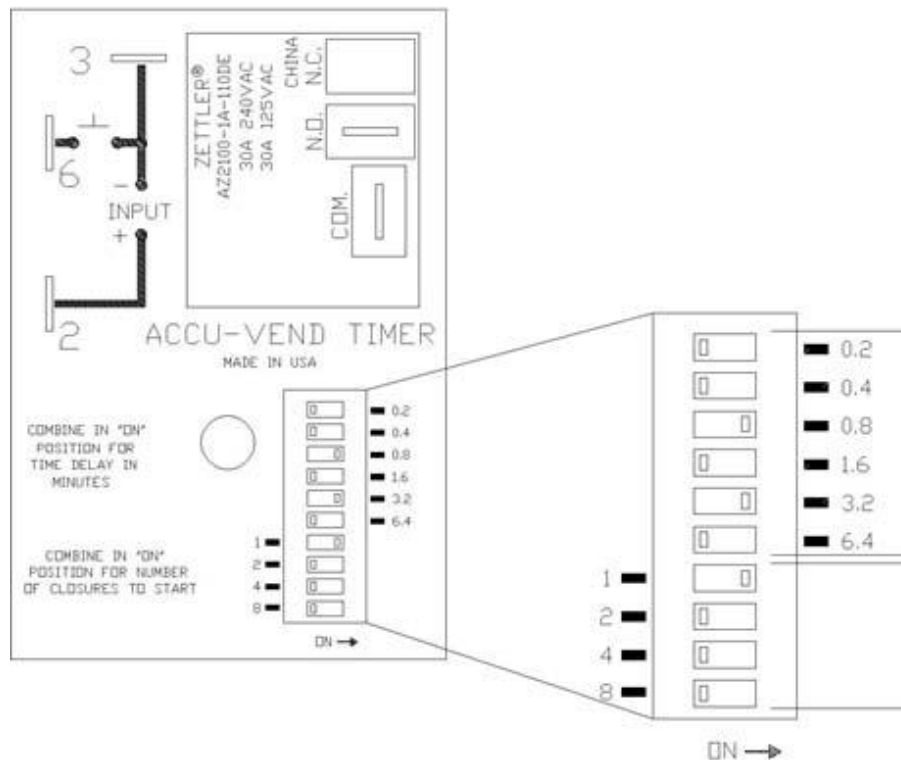 3
6
-
INPUT
+
2
ZETTLER®
AZ2100-1A-110DE
30A 240VAC
30A 125VAC
CHINA
N.C.
N.O.
COM.
ACCU-VEND TIMER
MADE IN USA
COMBINE IN "ON"
POSITION FOR
TIME DELAY IN
MINUTES
0.2
0.4
0.8
1.6
3.2
6.4
COMBINE IN "ON"
POSITION FOR NUMBER
OF CLOSURES TO START
1
2
4
8
ON →
0.2
0.4
0.8
1.6
3.2
6.4
1
2
4
8
ON →